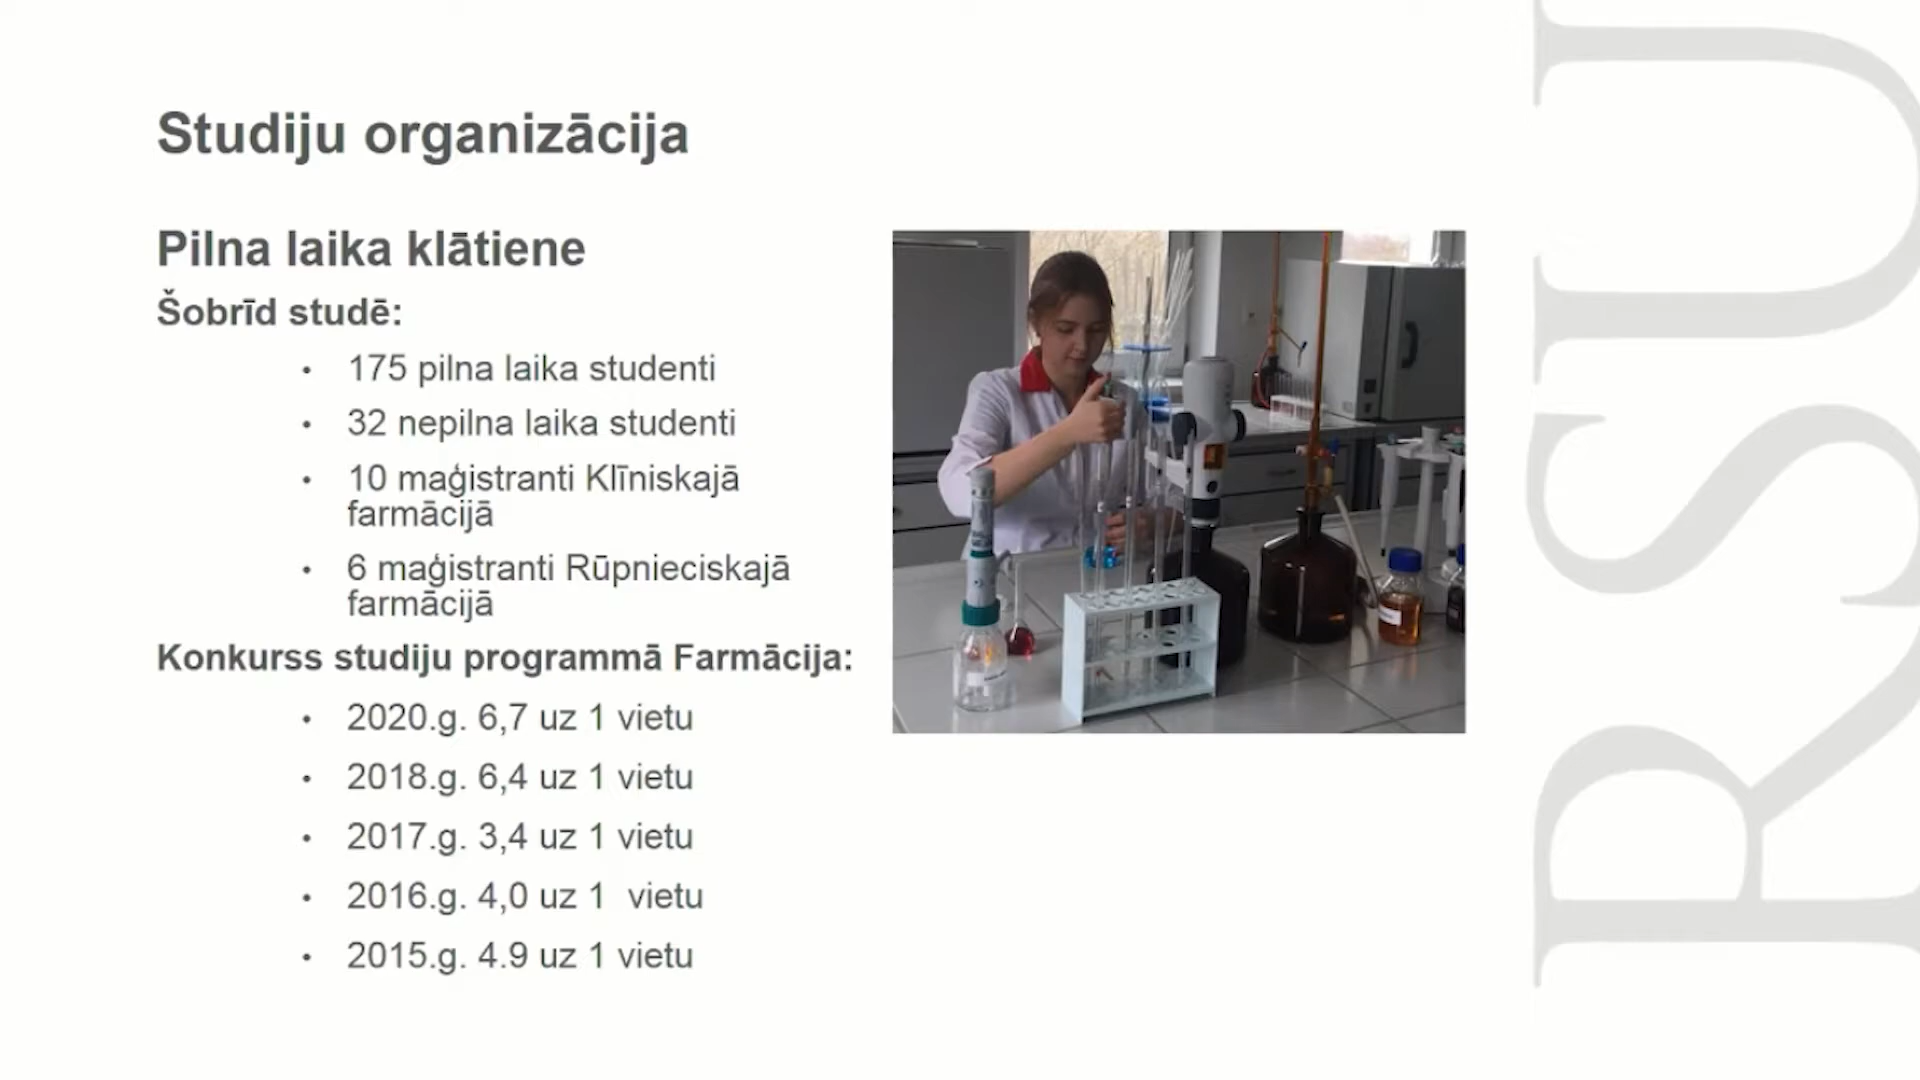 Studiju organizācija
Pilna laika klātiene
Šobrīd studē:
• 175 pilna laika studenti
• 32 nepilna laika studenti
• 10 maģistranti Klīniskajā
farmācijā
• 6 maģistranti Rūpnieciskajā
farmācijā
Konkurss studiju programmā Farmācija:
• 2020.g. 6,7 uz 1 vietu
• 2018.g. 6,4 uz 1 vietu
• 2017.g. 3,4 uz 1 vietu
• 2016.g. 4,0 uz 1  vietu
• 2015.g. 4.9 uz 1 vietu
RSU